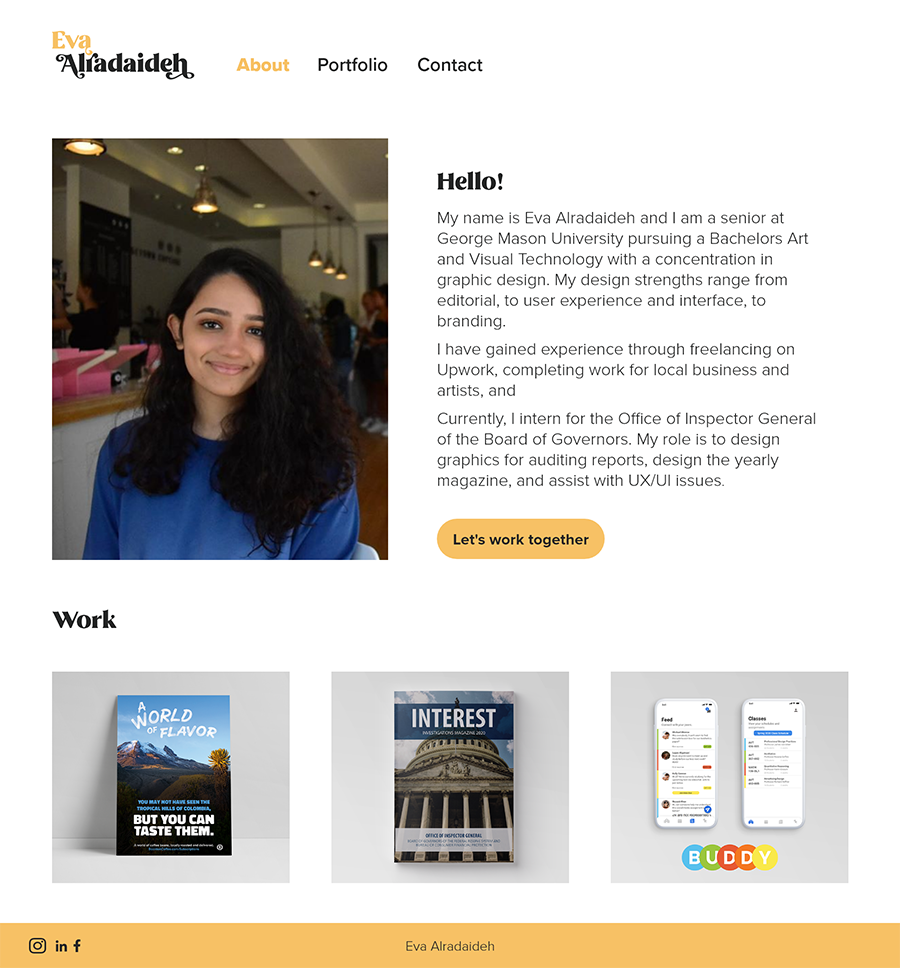 Eva
Alradaideh
About Portfolio Contact
Hello!
My name is Eva Alradaideh and I am a senior at
George Mason University pursuing a Bachelors Art
and Visual Technology with a concentration in
graphic design. My design strengths range from
editorial, to user experience and interface, to
branding.
I have gained experience through freelancing on
Upwork, completing work for local business and
artists, and
Currently, I intern for the Office of Inspector General
of the Board of Governors. My role is to design
graphics for auditing reports, design the yearly
magazine, and assist with UX/UI issues.
Let's work together
Work
A
WORLD
OF FLAVOR
YOU MAY NOT HAVE SEEN THE
TROPICAL HILLS OF COLOMBIA,
BUT YOU CAN
TASTE THEM.
INTEREST
INVESTIGATIONS MAGAZINE 2020
OFFICE OF INSPECTOR GENERAL
Feed
Classes
BUDDY
in f
Eva Alradaideh